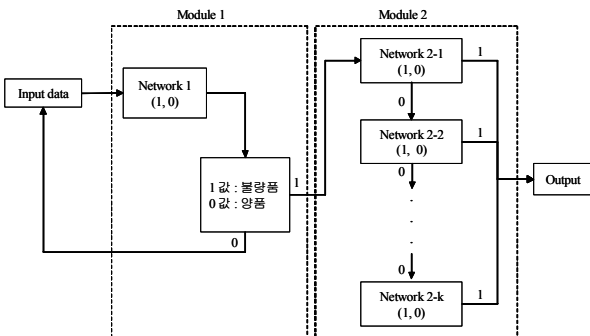 Module 1
Module 2
Input data
Network 1
(1, 0)
1 값 : 불량품
0 값 : 양품
1
0
Network 2-1
(1, 0)
1
0
Network 2-2
(1, 0)
1
0
.
.
.
0
Network 2-k
(1, 0)
1
Output